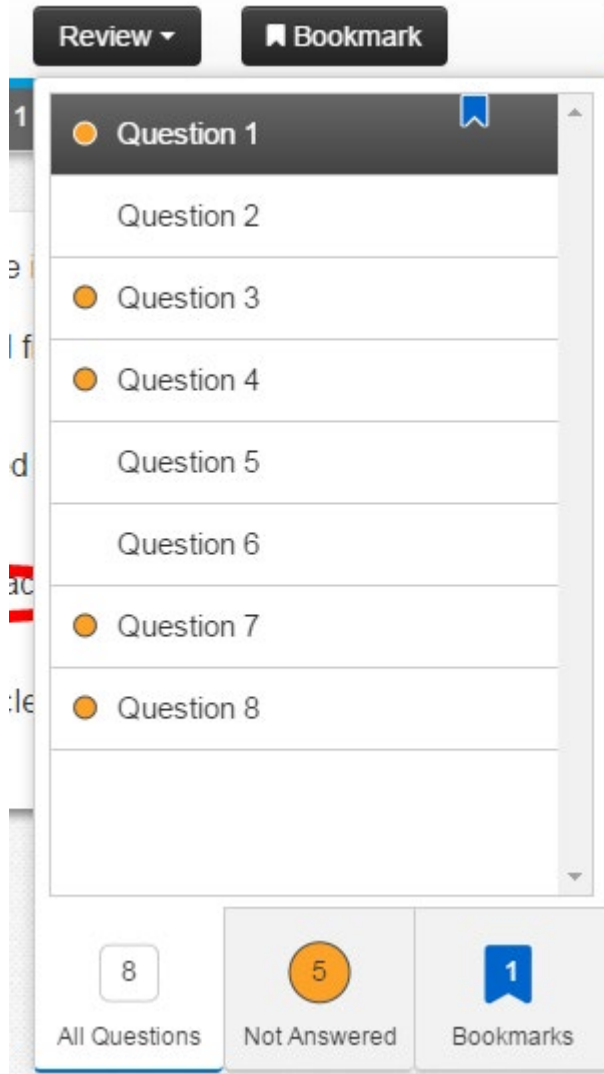 Review Bookmark
1
Question 1
Question 2
Question 3
Question 4
Question 5
Question 6
Question 7
Question 8
8 5 1
All Questions Not Answered Bookmarks